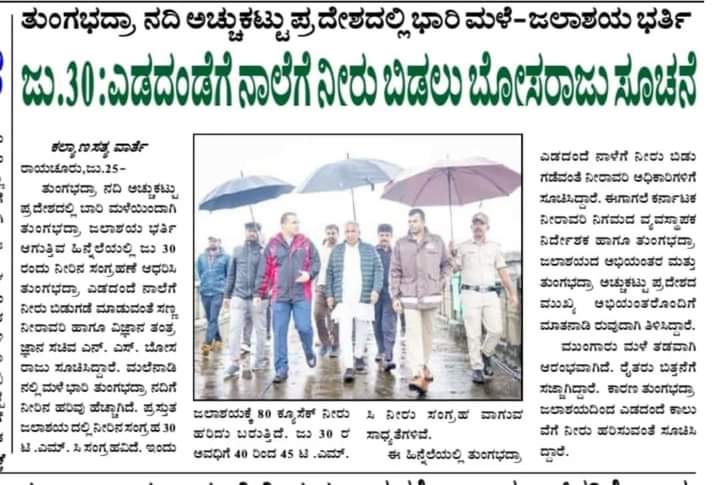 ತುಂಗಭದ್ರಾ ನದಿ ಅಚ್ಚುಕಟ್ಟು ಪ್ರದೇಶದಲ್ಲಿ ಭಾರಿ ಮಳೆ-ಜಲಾಶಯ ಭರ್ತಿ
ಜು.30:ಎಡದಂಡೆಗೆ ನಾಲೆಗೆ ನೀರು ಬಿಡಲು ಬೋಸರಾಜು ಸೂಚನೆ
ಕಲ್ಯಾಣಸತ್ಯ ವಾರ್ತೆ
ರಾಯಚೂರು,ಜು.25-
ತುಂಗಭದ್ರಾ ನದಿ ಅಚ್ಚುಕಟ್ಟು
ಪ್ರದೇಶದಲ್ಲಿ ಬಾರಿ ಮಳೆಯಿಂದಾಗಿ
ತುಂಗಭದ್ರಾ ಜಲಾಶಯ ಭರ್ತಿ
ಆಗುತ್ತಿವ ಹಿನ್ನೆಲೆಯಲ್ಲಿ ಜು 30
ರಂದು ನೀರಿನ ಸಂಗ್ರಹಣೆ ಆಧರಿಸಿ
ತುಂಗಭದ್ರಾ ಎಡದಂಡೆ ನಾಲೆಗೆ
ನೀರು ಬಿಡುಗಡೆ ಮಾಡುವಂತೆ ಸಣ್ಣ
ನೀರಾವರಿ ಹಾಗೂ ವಿಜ್ಞಾನ ತಂತ್ರ
ಜ್ಞಾನ ಸಚಿವ ಎನ್. ಎಸ್. ಬೋಸ
ರಾಜು ಸೂಚಿಸಿದ್ದಾರೆ. ಮಲೆನಾಡಿ
ನಲ್ಲಿ ಮಳೆ ಭಾರಿ ತುಂಗಭದ್ರಾ ನದಿಗೆ
ನೀರಿನ ಹರಿವು ಹೆಚ್ಚಾಗಿದೆ. ಪ್ರಸ್ತುತ
ಜಲಾಶಯದಲ್ಲಿ ನೀರಿನ ಸಂಗ್ರಹ 30
ಟಿ .ಎಮ್. ಸಿ ಸಂಗ್ರಹವಿದೆ. ಇಂದು
ಜಲಾಶಯಕ್ಕೆ 80 ಕ್ಯೂಸೆಕ್ ನೀರು
ಹರಿದು ಬರುತ್ತಿದೆ. ಜು 30 ರ
ಅವಧಿಗೆ 40 ರಿಂದ 45 ಟಿ .ಎಮ್.
ಸಿ ನೀರು ಸಂಗ್ರಹ ವಾಗುವ
ಸಾಧ್ಯತೆಗಳಿವೆ.
ಈ ಹಿನ್ನೆಲೆಯಲ್ಲಿ ತುಂಗಭದ್ರಾ
ಎಡದಂದೆ ನಾಳೆಗೆ ನೀರು ಬಿಡು
ಗಡೆವಂತೆ ನೀರಾವರಿ ಅಧಿಕಾರಿಗಳಿಗೆ
ಸೂಚಿಸಿದ್ದಾರೆ. ಈಗಾಗಲೆ ಕರ್ನಾಟಕ
ನೀರಾವರಿ ನಿಗಮದ ವ್ಯವಸ್ಥಾಪಕ
ನಿರ್ದೇಶಕ ಹಾಗೂ ತುಂಗಭದ್ರಾ
ಜಲಾಶಯದ ಆಭಿಯಂತರ ಮತ್ತು
ತುಂಗಭದ್ರಾ ಅಚ್ಚುಕಟ್ಟು ಪ್ರದೇಶದ
ಮುಖ್ಯ ಅಭಿಯಂತರೊಂದಿಗೆ
ಮಾತನಾಡಿ ರುವುದಾಗಿ ತಿಳಿಸಿದ್ದಾರೆ.
ಮುಂಗಾರು ಮಳೆ ತಡವಾಗಿ
ಆರಂಭವಾಗಿದೆ. ರೈತರು ಬಿತ್ತನೆಗೆ
ಸಜ್ಜಾಗಿದ್ದಾರೆ. ಕಾರಣ ತುಂಗಭದ್ರಾ
ಜಲಾಶಯದಿಂದ ಎಡದಂಡೆ ಕಾಲು
ವೆಗೆ ನೀರು ಹರಿಸುವಂತೆ ಸೂಚಿಸಿ
ದ್ದಾರೆ.